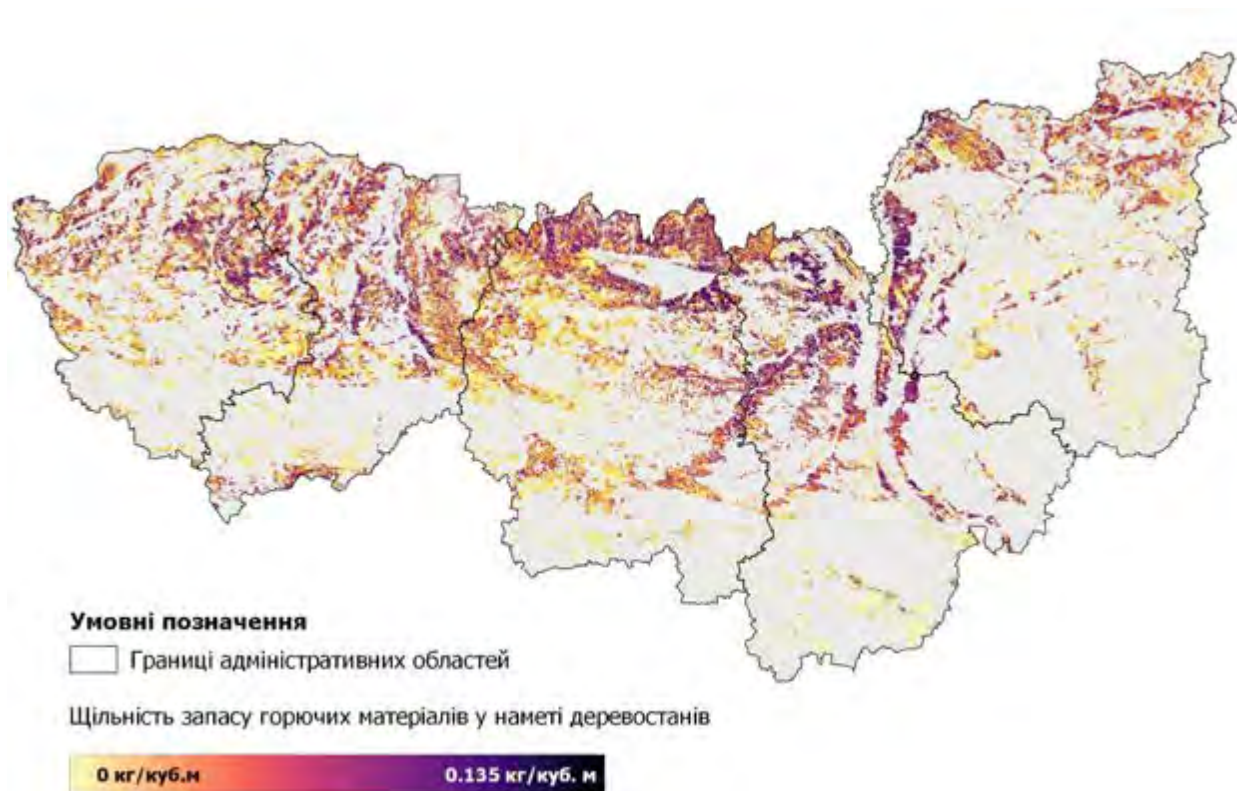 Умовні позначення
Границі адміністративних областей
Щільність запасу горючих матеріалів у наметі деревостанів
0 кг/куб.м 0.135 кг/куб. м